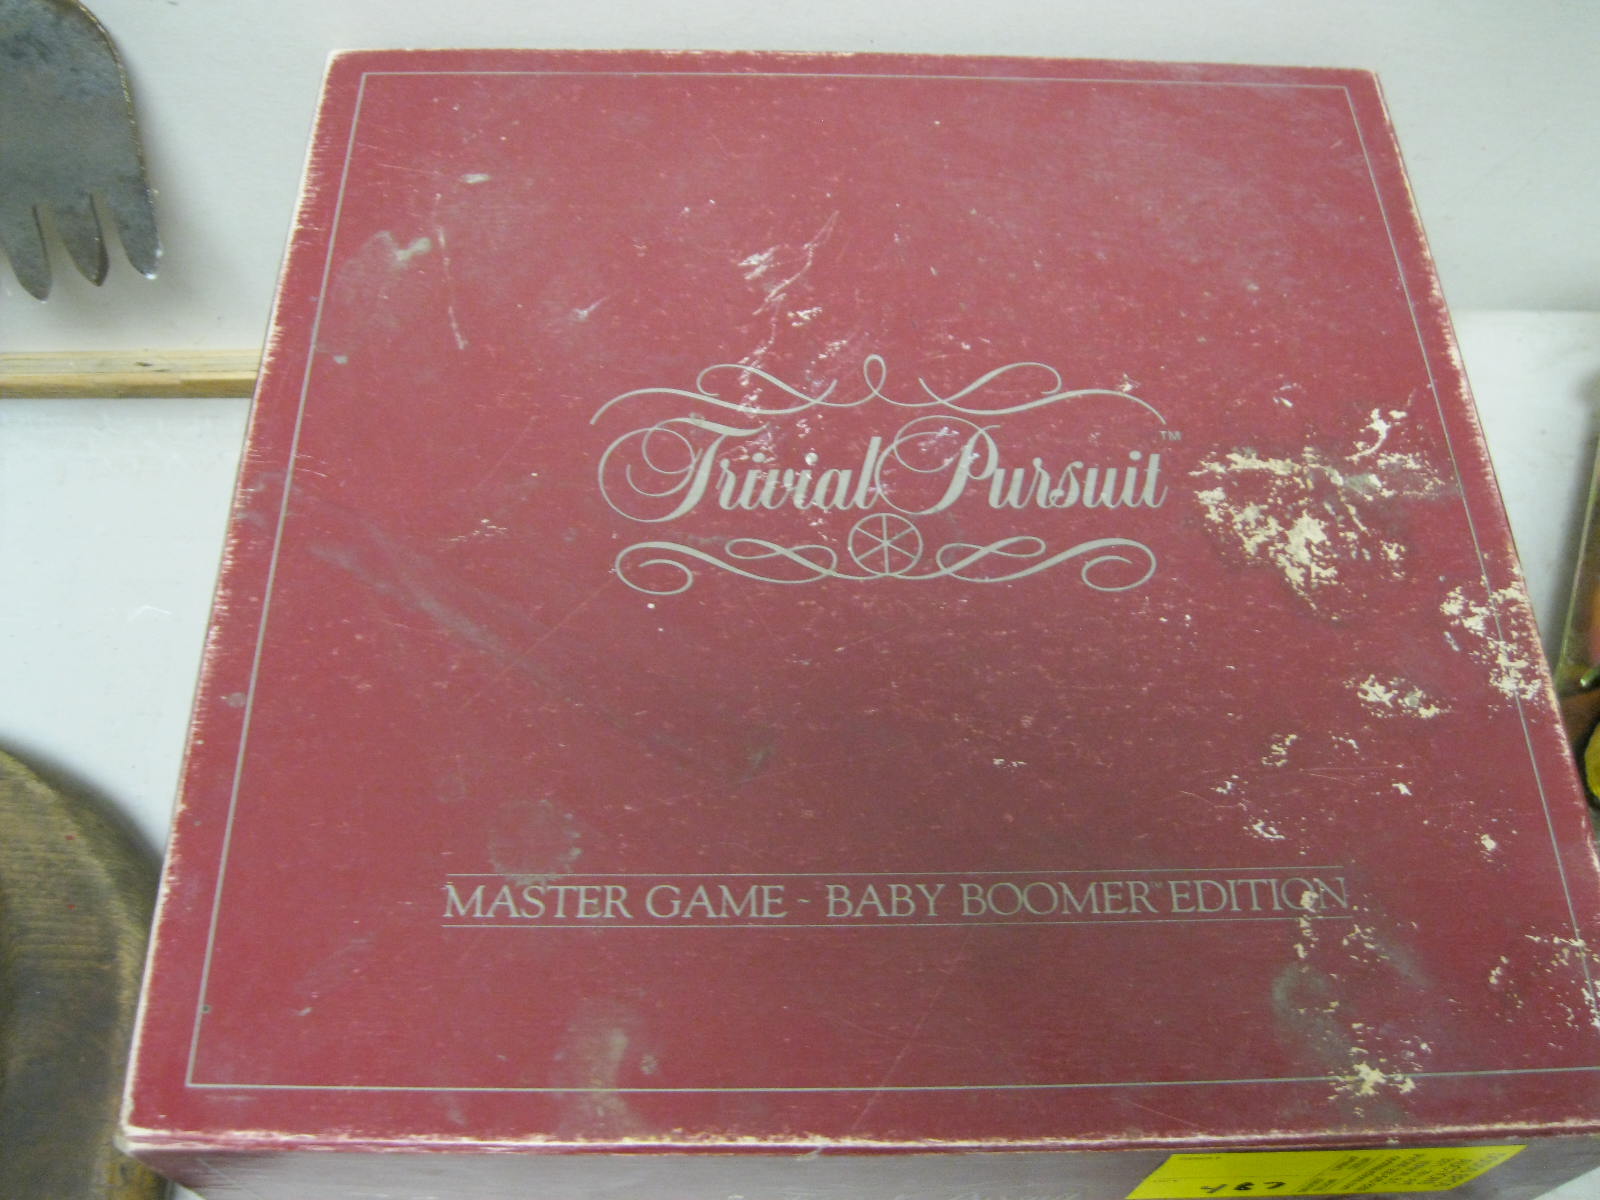 Trivial Pursuit™
MASTER GAME ~ BABY BOOMER™ EDITION